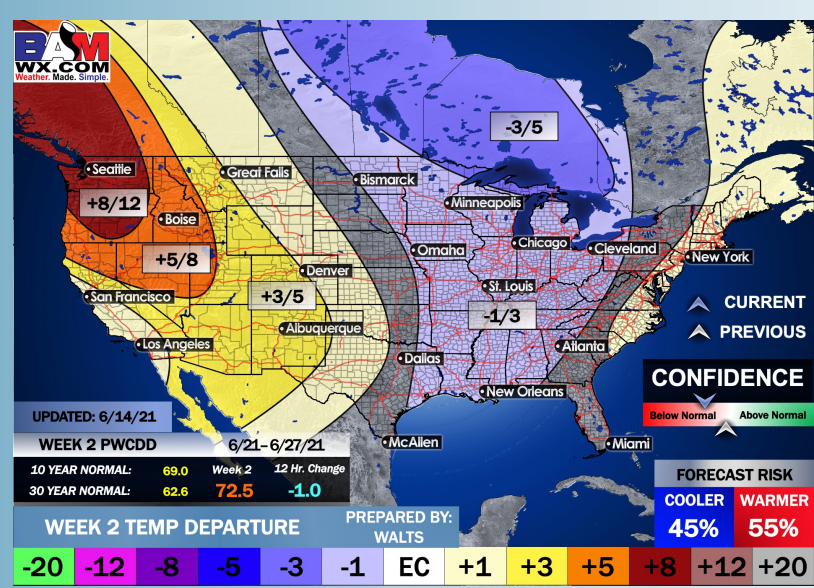 BAM
WX.COM
Weather. Made. Simple.
-3/5
Seattle
Great Falls
Bismarck
+8/12
Minneapolis
Boise
Omaha
Chicago
Cleveland
New York
+5/8
Denver
San Francisco
+3/5
St. Louis
-1/3
CURRENT
Albuquerque
PREVIOUS
Los Angeles
Dallas
Atlanta
CONFIDENCE
New Orleans
Below Normal
Above Normal
UPDATED: 6/14/21
McAllen
Miami
WEEK 2 PWCDD
6/21-6/27/21
10 YEAR NORMAL: 69.0 Week 2 12 Hr. Change
30 YEAR NORMAL: 62.6 72.5 -1.0
FORECAST RISK
COOLER WARMER
45% 55%
WEEK 2 TEMP DEPARTURE
PREPARED BY:
WALTS
-20 -12 -8 -5 -3 -1 EC +1 +3 +5 +8 +12 +20